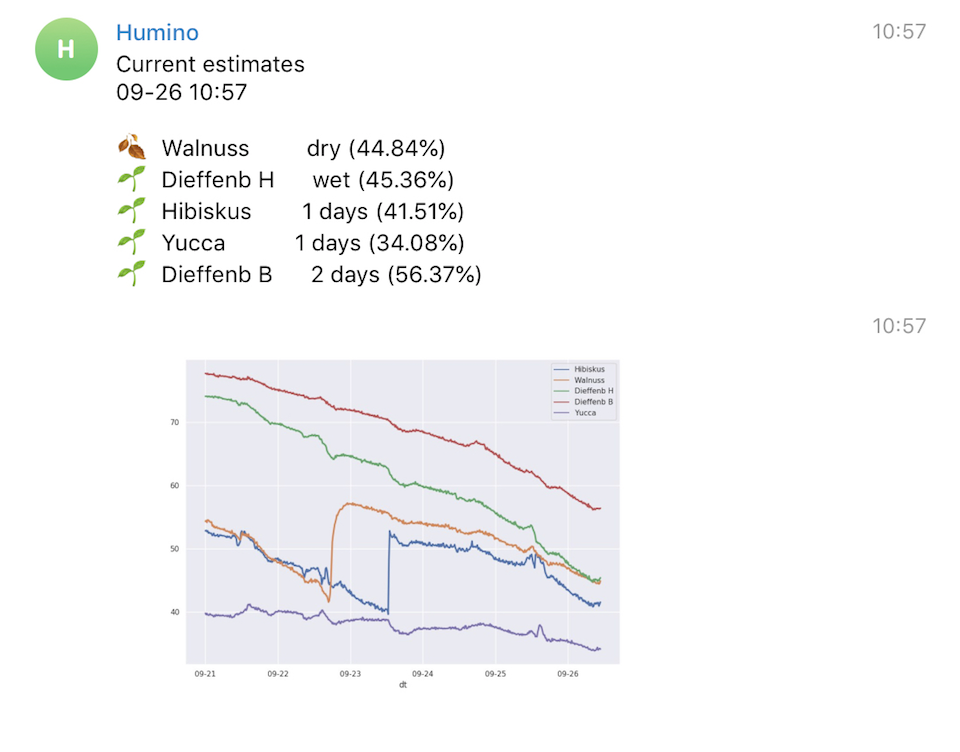 H
Humino
10:57
Current estimates
09-26 10:57
Walnuss dry (44.84%)
Dieffenb H wet (45.36%)
Hibiskus 1 days (41.51%)
Yucca 1 days (34.08%)
Dieffenb B 2 days (56.37%)
10:57
Hibiskus
Walnuss
Dieffenb H
Dieffenb B
Yucca
70
60
50
40
09-21 09-22 09-23 09-24 09-25 09-26
dt